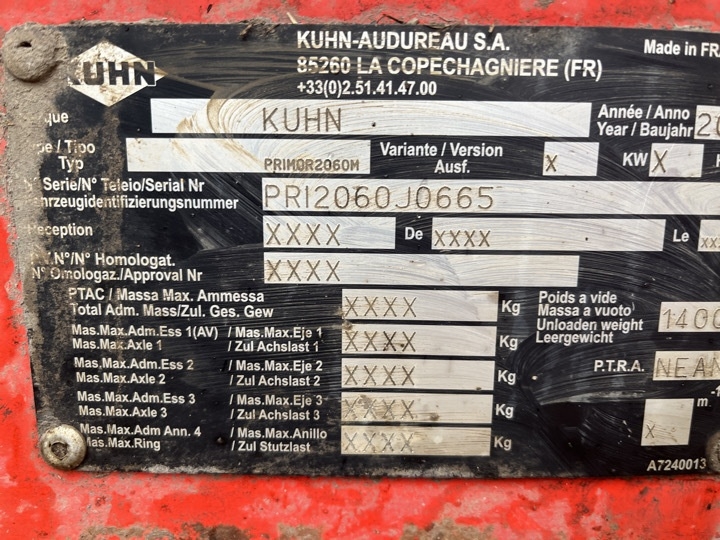 KUHN
KUHN-AUDUREAU S.A.
85260 LA COPECHAGNIERE (FR)
+33(0)2.51.41.47.00
Made in
KUHN
Année / Anno
Year / Baujahr
/ Tipo
Typ
PRIMOR2060M
Variante / Version
Ausf.
X
KW
X
N° Serie/N° Teleio/Serial Nr
PRI2060J0665
De
XXXX
XXXX
Le
N°/N° Homologat.
N° Omologaz./Approval Nr
XXXX
PTAC / Massa Max. Ammessa
Total Adm. Mass/Zul. Ges. Gew
XXXX
Kg
Poids a vide
Massa a vuoto
Unloaden weight
Leergewicht
Mas.Max.Adm.Ess 1(AV) / Mas.Max.Eje 1
Mas.Max.Axle 1 / Zul Achslast 1
XXXX
Kg
Mas.Max.Adm.Ess 2 / Mas.Max.Eje 2
Mas.Max.Axle 2 / Zul Achslast 2
XXXX
Kg
P.T.R.A.
Mas.Max.Adm.Ess 3 / Mas.Max.Eje 3
Mas.Max.Axle 3 / Zul Achslast 3
XXXX
Kg
X
m
Mas.Max.Adm Ann. 4 / Mas.Max.Anillo
Mas.Max.Ring / Zul Stutzlast
XXXX
Kg
A7240013